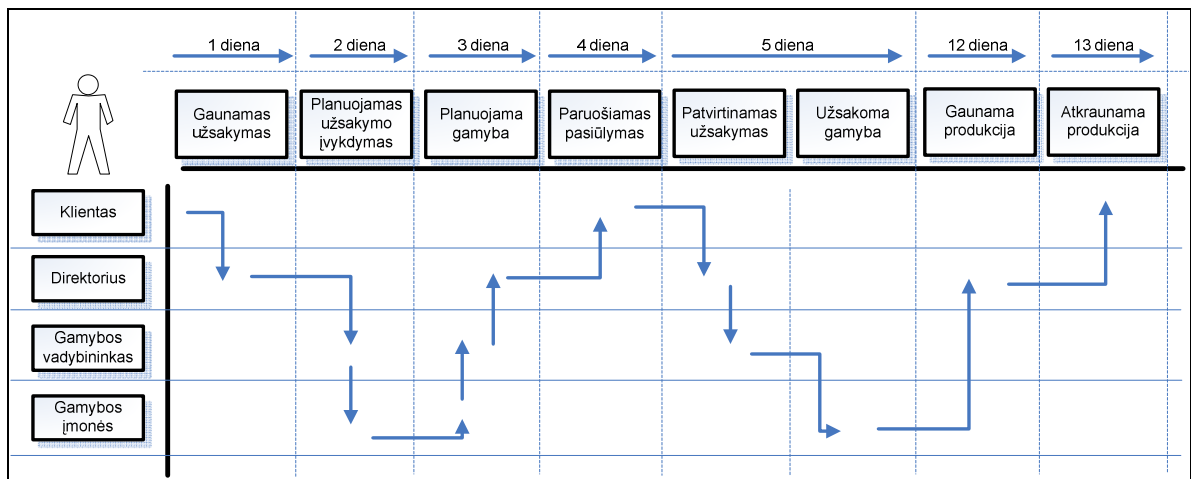 1 diena
2 diena
3 diena
4 diena
5 diena
12 diena
13 diena
Gaunamas
užsakymas
Planuojamas
užsakymo
įvykdymas
Planuojama
gamyba
Paruošiamas
pasiūlymas
Patvirtinamas
užsakymas
Užsakoma
gamyba
Gaunama
produkcija
Atkraunama
produkcija
Klientas
Direktorius
Gamybos
vadybininkas
Gamybos
įmonės